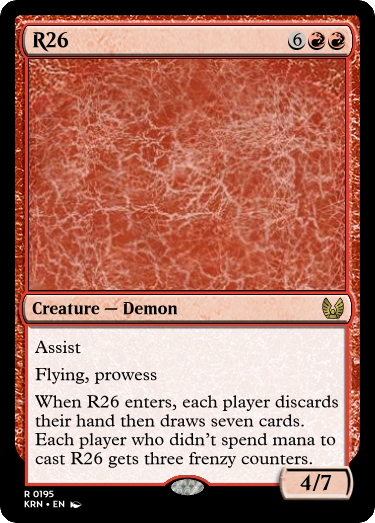 R26 6
Creature — Demon
Assist
Flying, prowess
When R26 enters, each player discards
their hand then draws seven cards.
Each player who didn't spend mana to
cast R26 gets three frenzy counters.
4/7
R 0195
KRN • EN